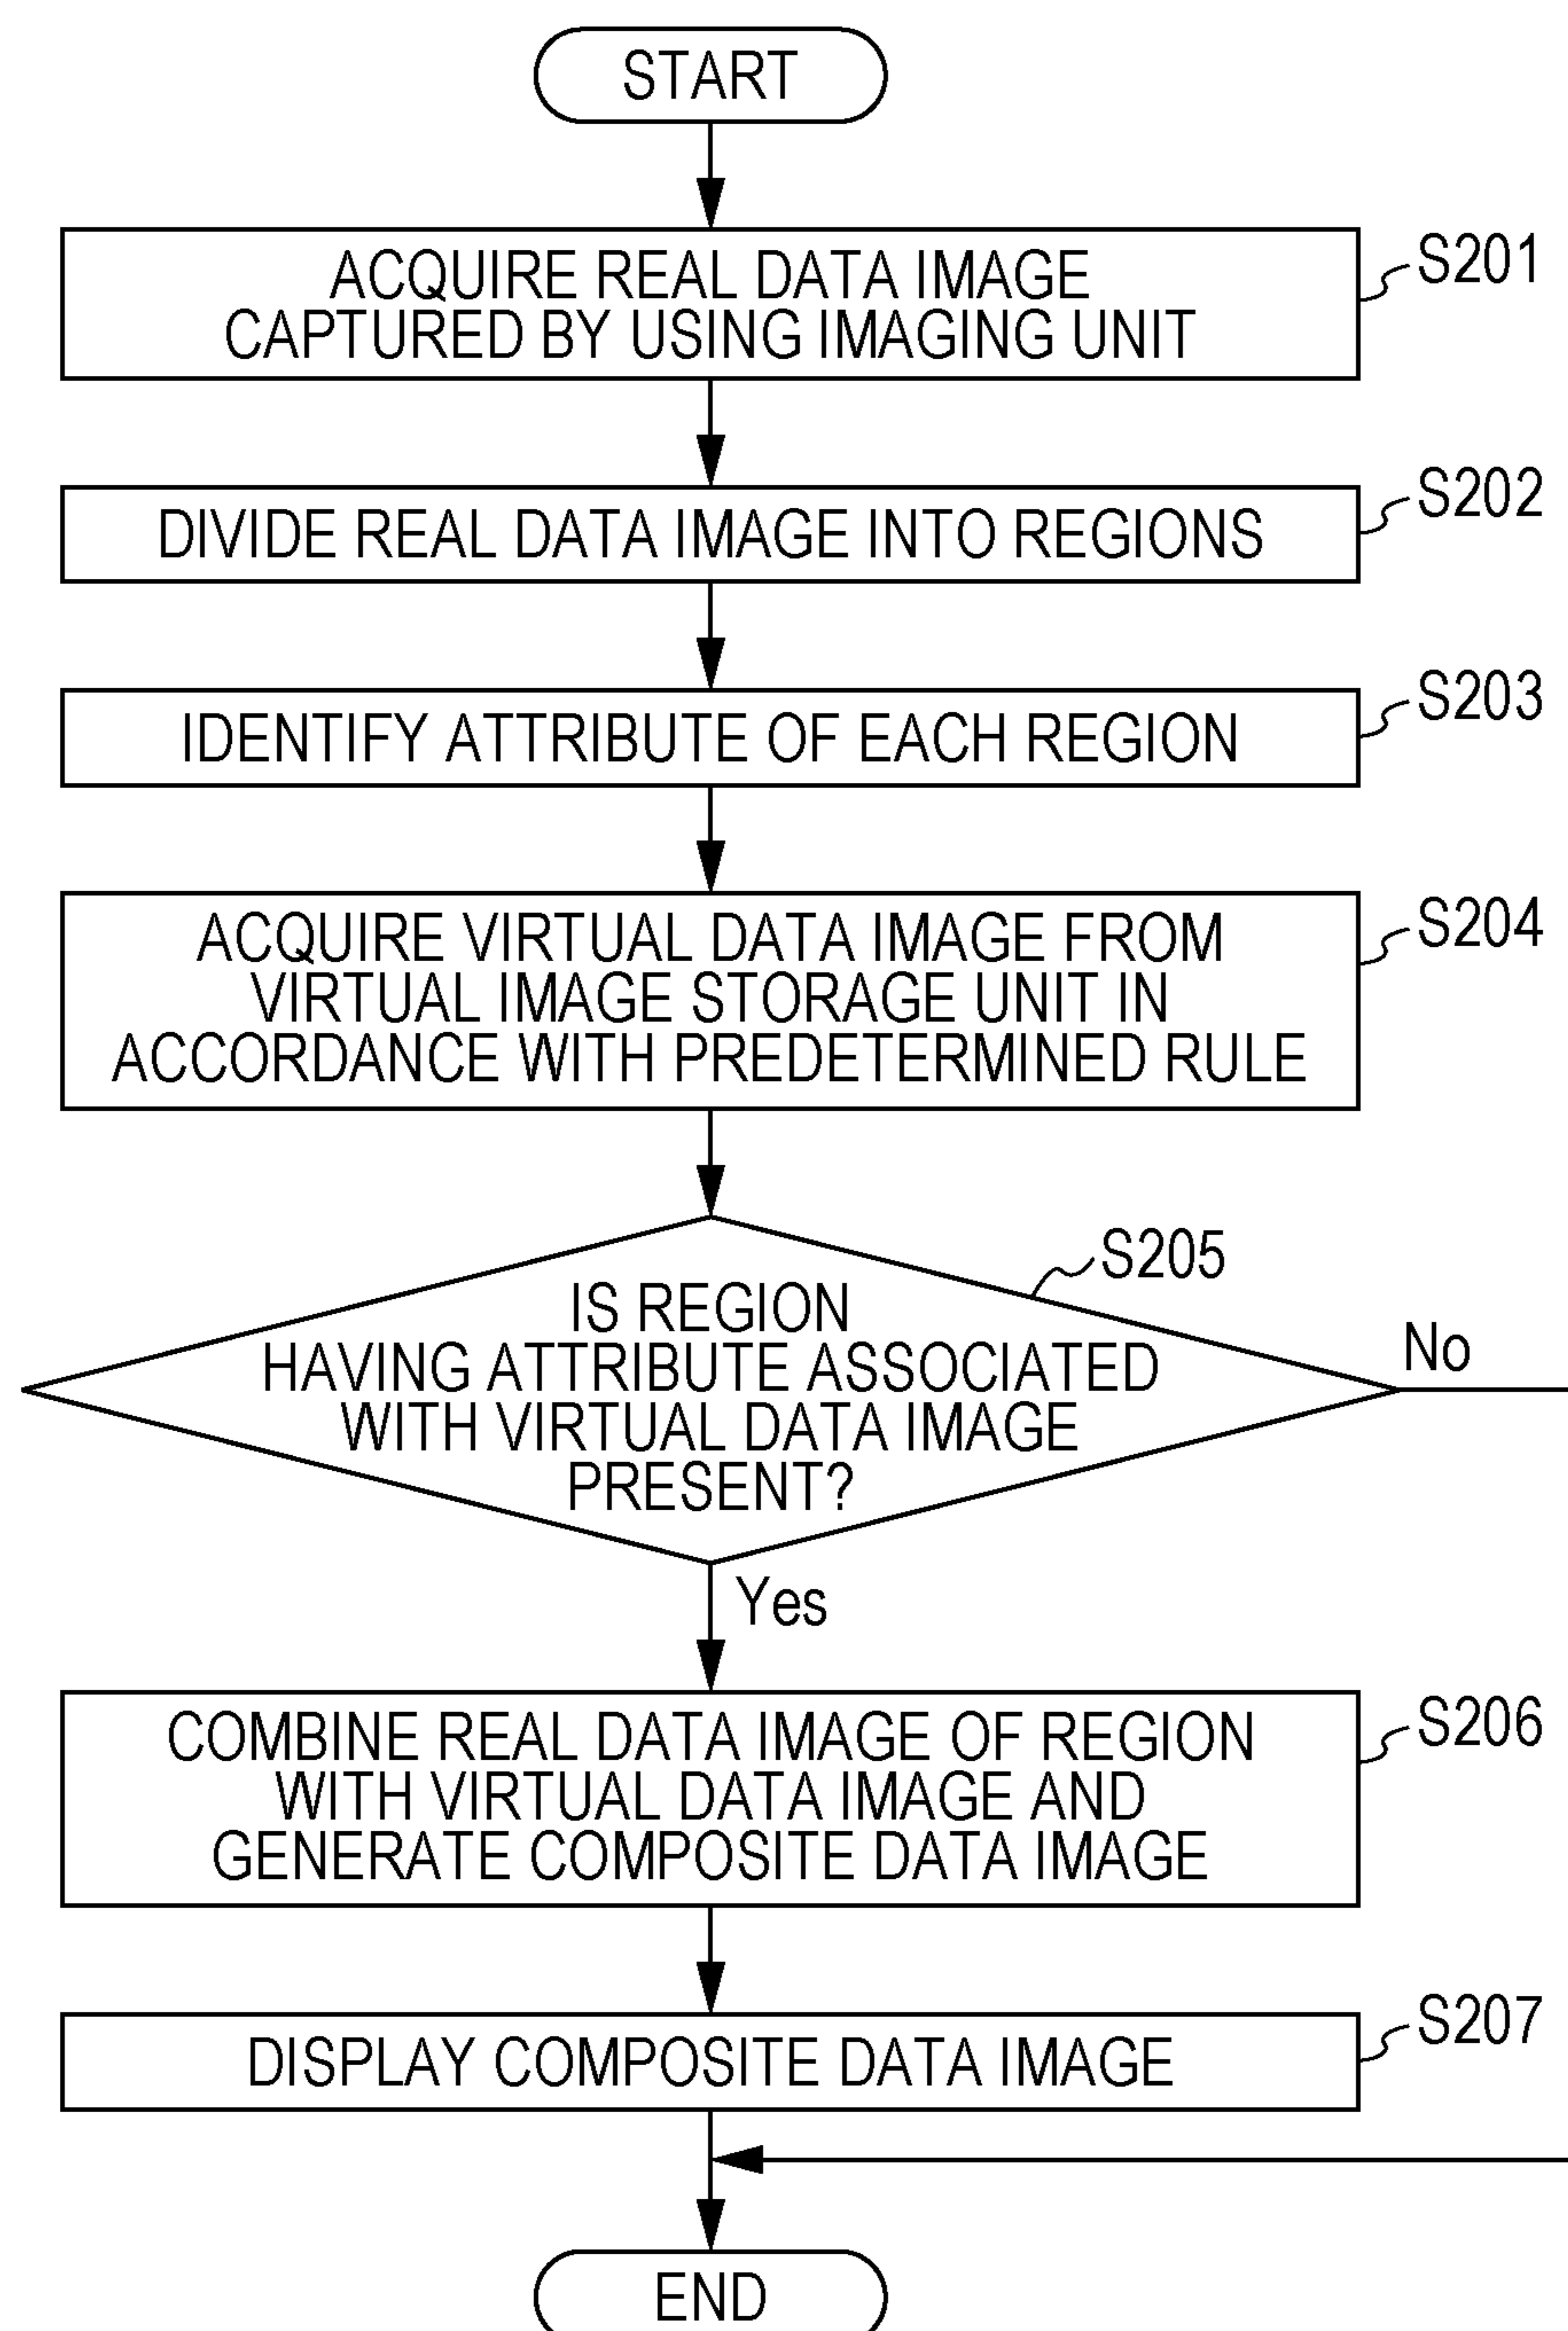 START
ACQUIRE REAL DATA IMAGE
CAPTURED BY USING IMAGING UNIT
S201
DIVIDE REAL DATA IMAGE INTO REGIONS
S202
IDENTIFY ATTRIBUTE OF EACH REGION
S203
ACQUIRE VIRTUAL DATA IMAGE FROM
VIRTUAL IMAGE STORAGE UNIT IN
ACCORDANCE WITH PREDETERMINED RULE
S204
IS REGION
HAVING ATTRIBUTE ASSOCIATED
WITH VIRTUAL DATA IMAGE
PRESENT?
S205
No
Yes
COMBINE REAL DATA IMAGE OF REGION
WITH VIRTUAL DATA IMAGE AND
GENERATE COMPOSITE DATA IMAGE
S206
DISPLAY COMPOSITE DATA IMAGE
S207
END